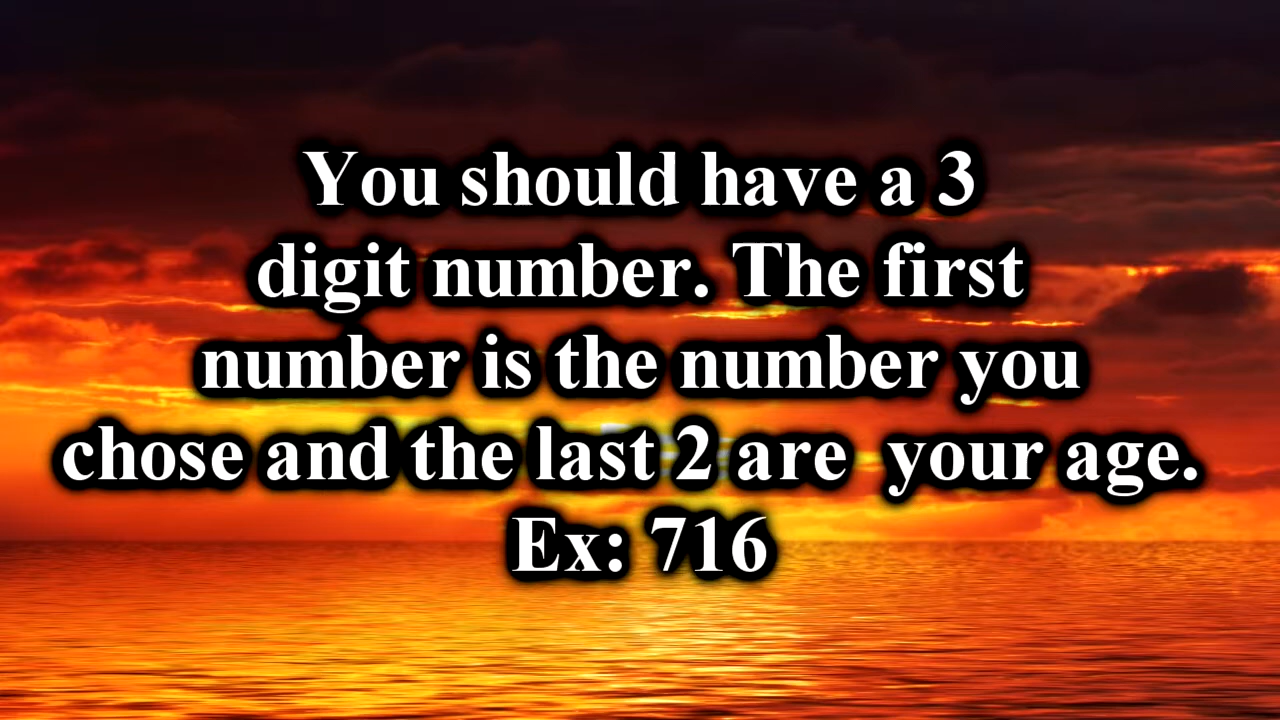 You should have a 3
digit number. The first
number is the number you
chose and the last 2 are  your age.
Ex: 716